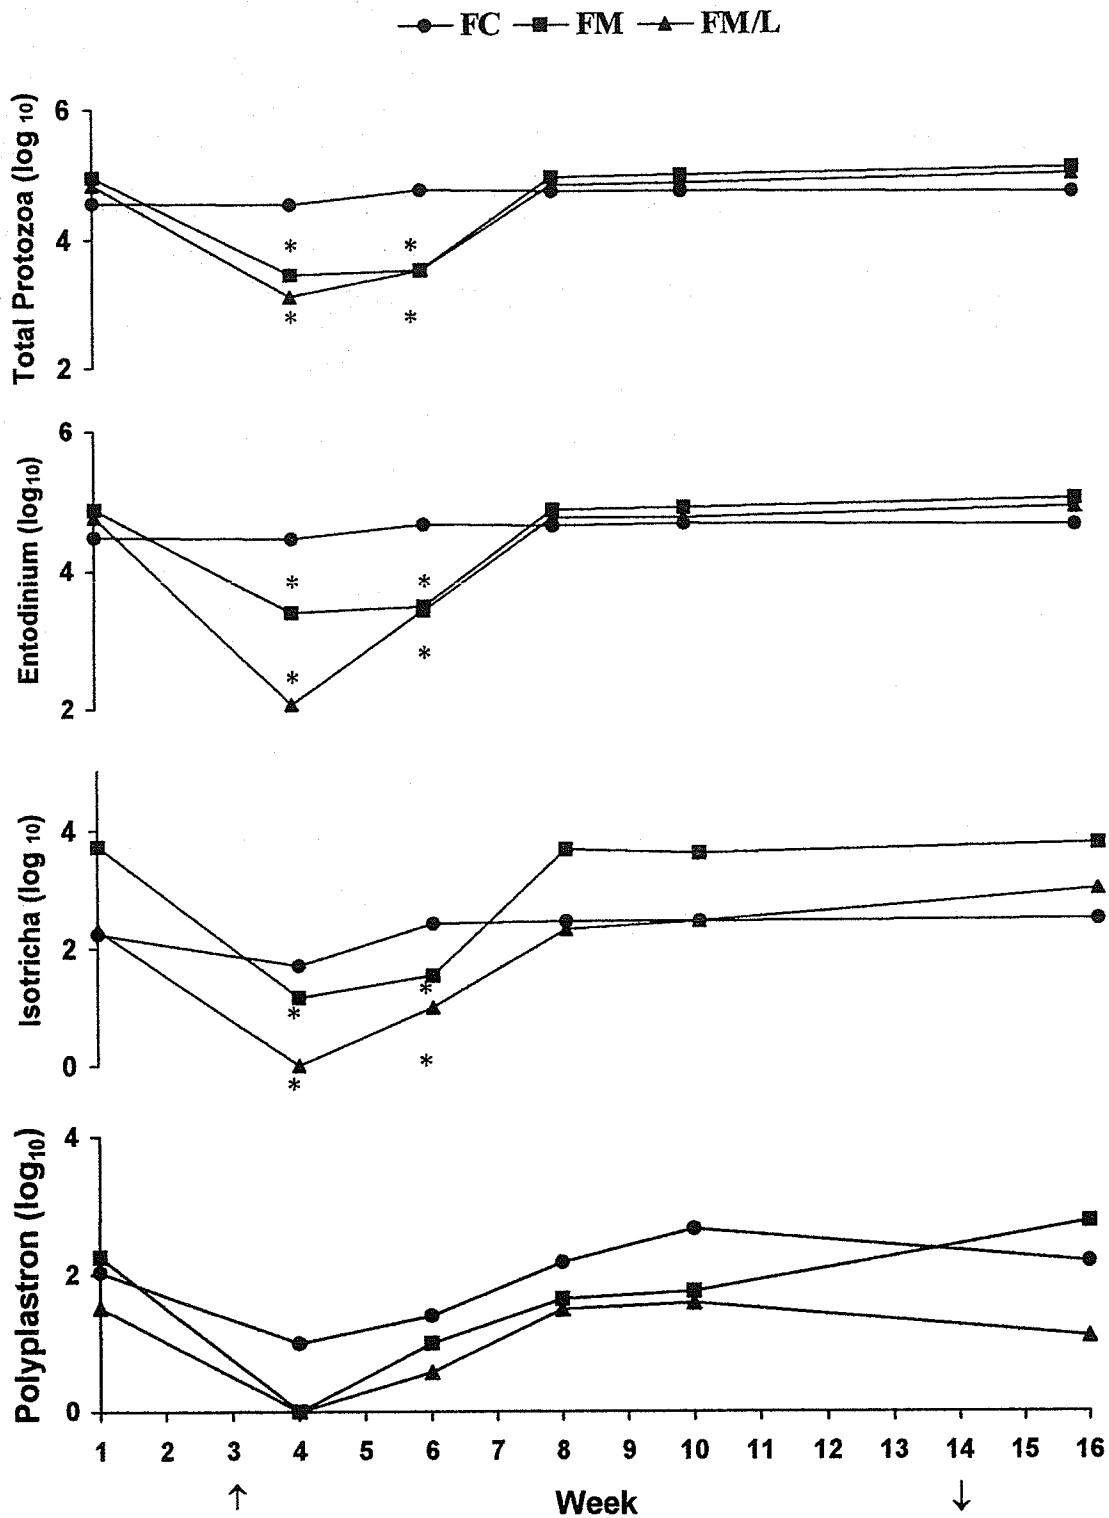 FC FM FM/L
Total Protozoa (log 10)
6
4
2
* *
* *
Entodinium (log10)
6
4
2
* *
* *
Isotricha (log 10)
4
2
0
* *
* *
Polyplastron (log10)
4
2
0
1 2 3 4 5 6 7 8 9 10 11 12 13 14 15 16
↑ Week ↓